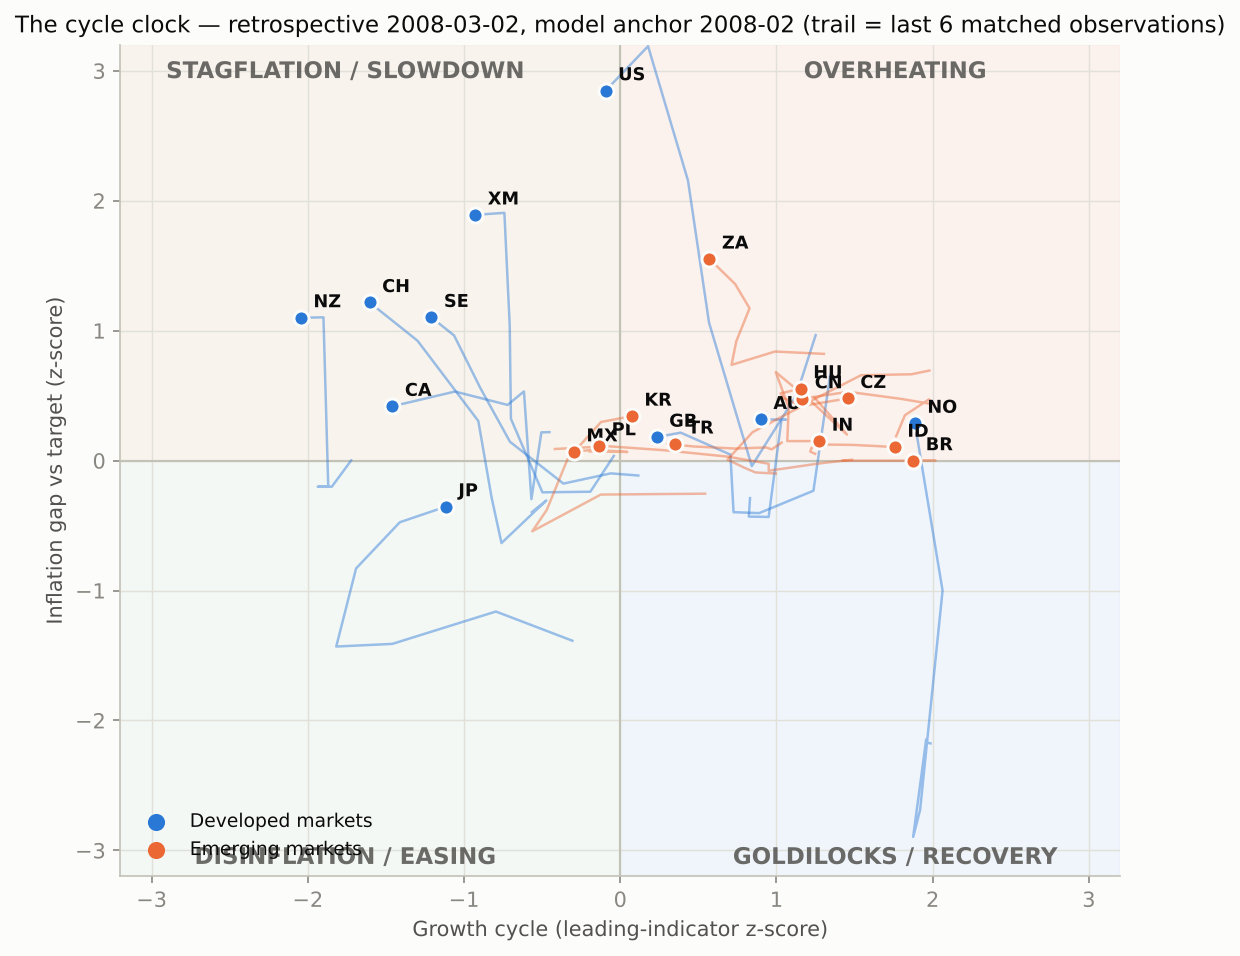 The cycle clock — retrospective 2008-03-02, model anchor 2008-02 (trail = last 6 matched observations)
STAGFLATION / SLOWDOWN
OVERHEATING
US
XM
ZA
CH
NZ
SE
HU
CN
CZ
CA
KR
AU
NO
GB
TR
IN
PL
MX
ID
BR
JP
3
2
1
0
−1
−2
−3
Inflation gap vs target (z-score)
Developed markets
Emerging markets
DISINFLATION / EASING
GOLDILOCKS / RECOVERY
−3
−2
−1
0
1
2
3
Growth cycle (leading-indicator z-score)